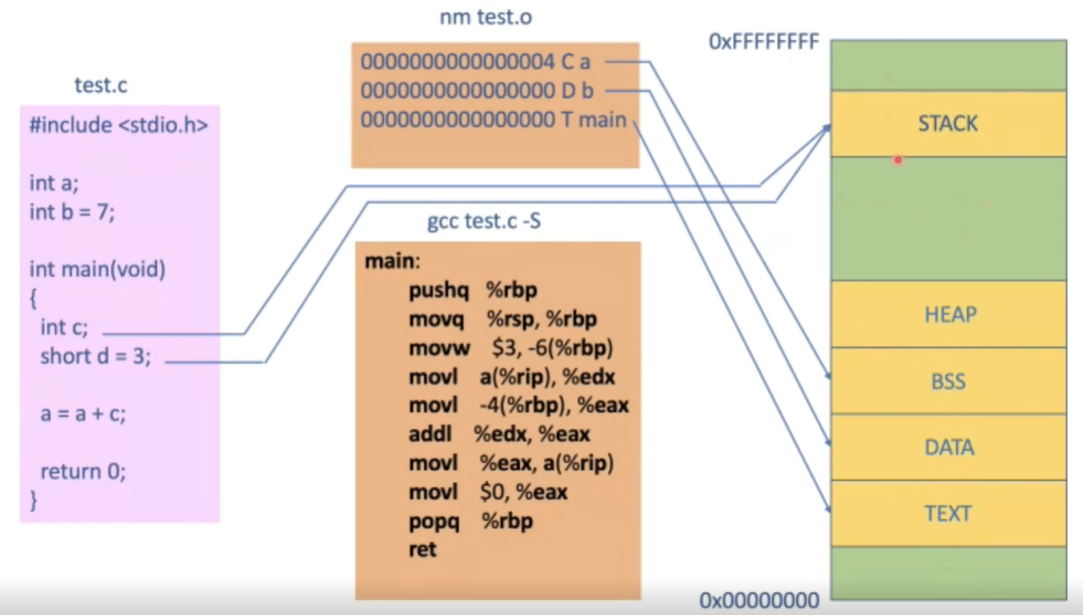 test.c
#include <stdio.h>
int a;
int b = 7;
int main(void)
{
int c;
short d = 3;
a = a + c;
return 0;
}
nm test.o
0000000000000004 C a
0000000000000000 D b
0000000000000000 T main
gcc test.c -S
main:
pushq %rbp
movq %rsp, %rbp
movw $3, -6(%rbp)
movl a(%rip), %edx
movl -4(%rbp), %eax
addl %edx, %eax
movl %eax, a(%rip)
movl $0, %eax
popq %rbp
ret
0xFFFFFFFF
STACK
HEAP
BSS
DATA
TEXT
0x00000000